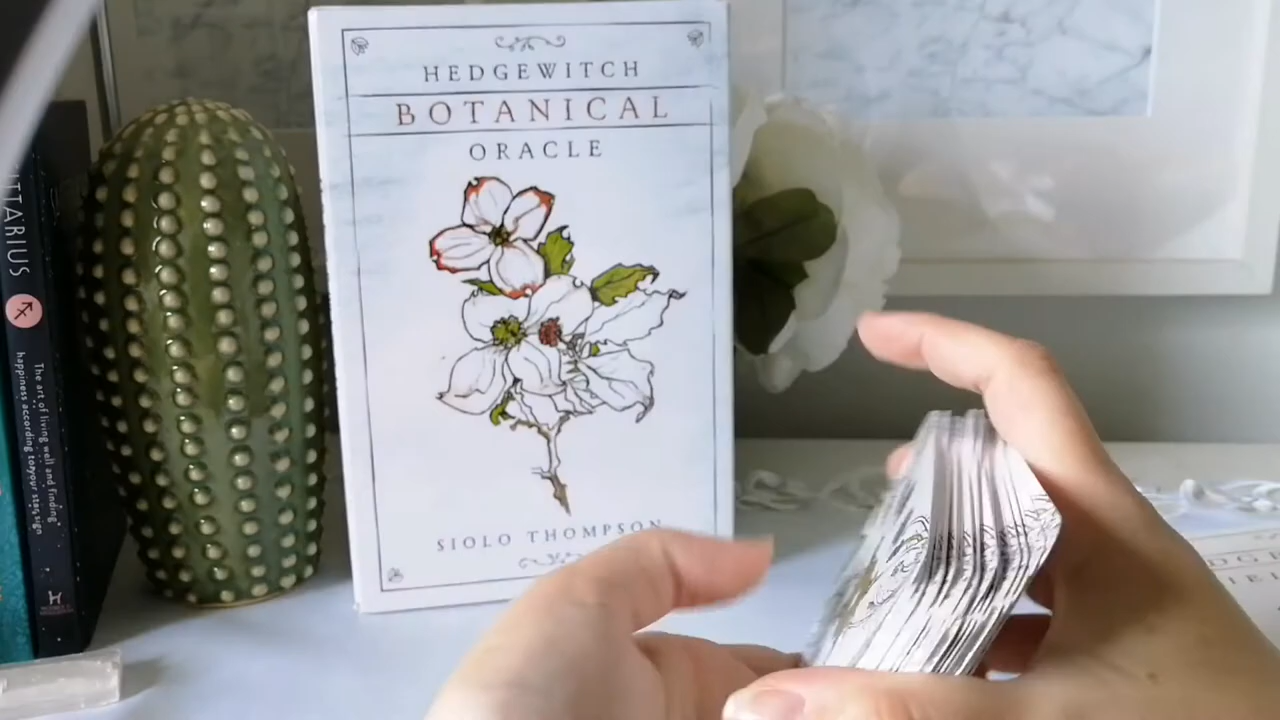 HEDGEWITCH
BOTANICAL
ORACLE
SIOLO THOMPSON
TTARIUS
The art of living well and finding
happiness according to your star sign
H